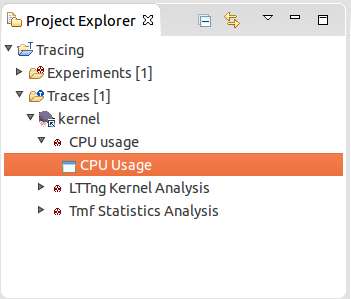 Project Explorer
Tracing
Experiments [1]
Traces [1]
kernel
CPU usage
CPU Usage
LTTng Kernel Analysis
Tmf Statistics Analysis